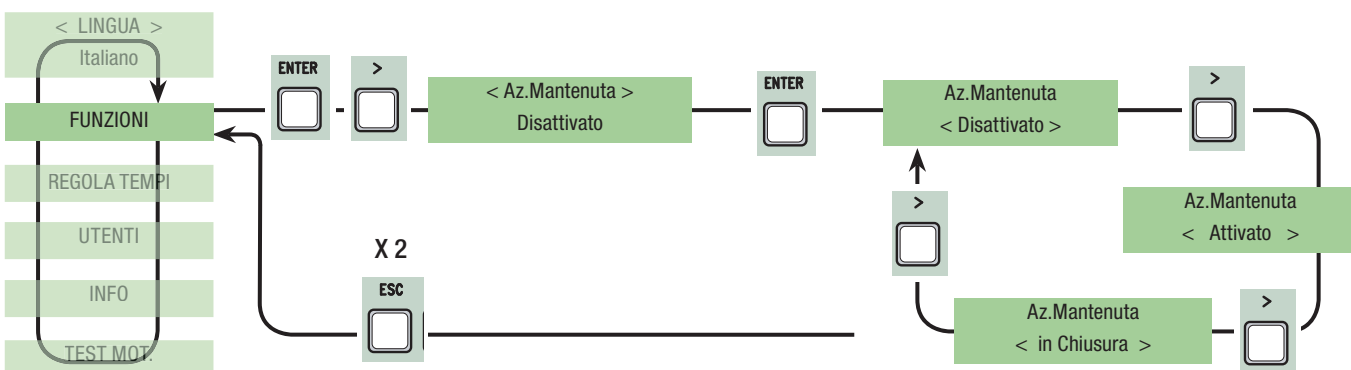 < LINGUA >
Italiano
FUNZIONI
REGOLA TEMPI
UTENTI
INFO
TEST MOT.
ENTER
>
< Az.Mantenuta >
Disattivato
ENTER
Az.Mantenuta
< Disattivato >
>
Az.Mantenuta
< Attivato >
>
Az.Mantenuta
< in Chiusura >
>
X 2
ESC